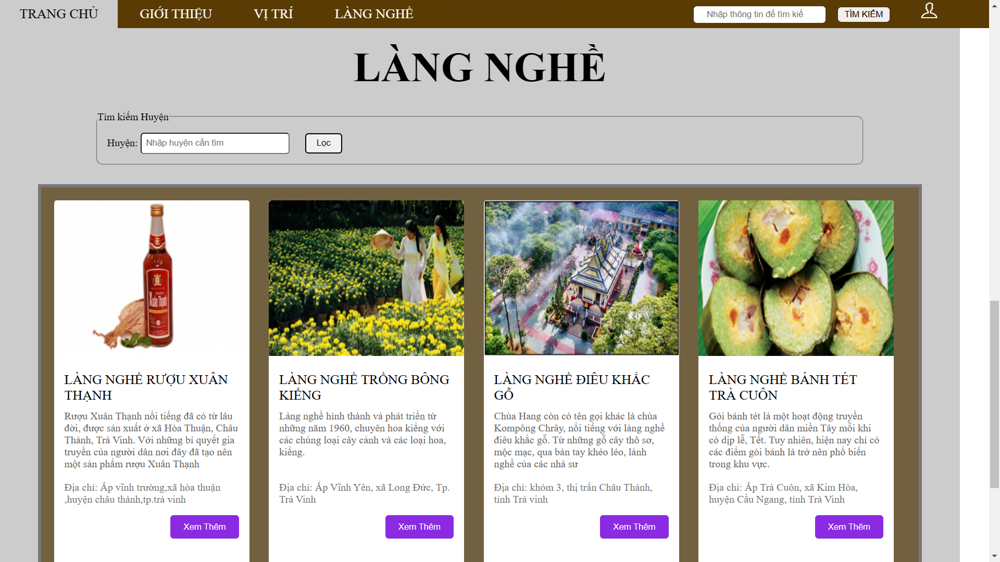 TRANG CHỦ GIỚI THIỆU VỊ TRÍ LÀNG NGHỀ Nhập thông tin để tìm kiế TÌM KIẾM
LÀNG NGHỀ
Tìm kiếm Huyện
Huyện: Nhập huyện cần tìm Lọc
Rượu
Xuân Thạnh
LÀNG NGHỀ RƯỢU XUÂN
THẠNH
Rượu Xuân Thạnh nổi tiếng đã có từ lâu
đời, được sản xuất ở xã Hòa Thuận, Châu
Thành, Trà Vinh. Với những bí quyết gia
truyền của người dân nơi đây đã tạo nên
một sản phẩm rượu Xuân Thạnh
Địa chỉ: Ấp vĩnh trường,xã hòa thuận
,huyện châu thành,tp.trà vinh
Xem Thêm
LÀNG NGHỀ TRỒNG BÔNG
KIỂNG
Làng nghề hình thành và phát triển từ
những năm 1960, chuyên hoa kiểng với
các chủng loại cây cảnh và các loại hoa,
kiểng.
Địa chỉ: Ấp Vĩnh Yên, xã Long Đức, Tp.
Trà Vinh
Xem Thêm
LÀNG NGHỀ ĐIÊU KHẮC
GỖ
Chùa Hang còn có tên gọi khác là chùa
Kompông Chrây, nổi tiếng với làng nghề
điêu khắc gỗ. Từ những gỗ cây thô sơ,
mộc mạc, qua bàn tay khéo léo, lành
nghề của các nhà sư
Địa chỉ: khóm 3, thị trấn Châu Thành,
tỉnh Trà vinh
Xem Thêm
LÀNG NGHỀ BÁNH TÉT
TRÀ CUÔN
Gói bánh tét là một hoạt động truyền
thống của người dân miền Tây mỗi khi
có dịp lễ, Tết. Tuy nhiên, hiện nay chỉ có
các điểm gói bánh là trở nên phổ biến
trong khu vực.
Địa chỉ: Ấp Trà Cuôn, xã Kim Hòa,
huyện Cầu Ngang, tỉnh Trà Vinh
Xem Thêm